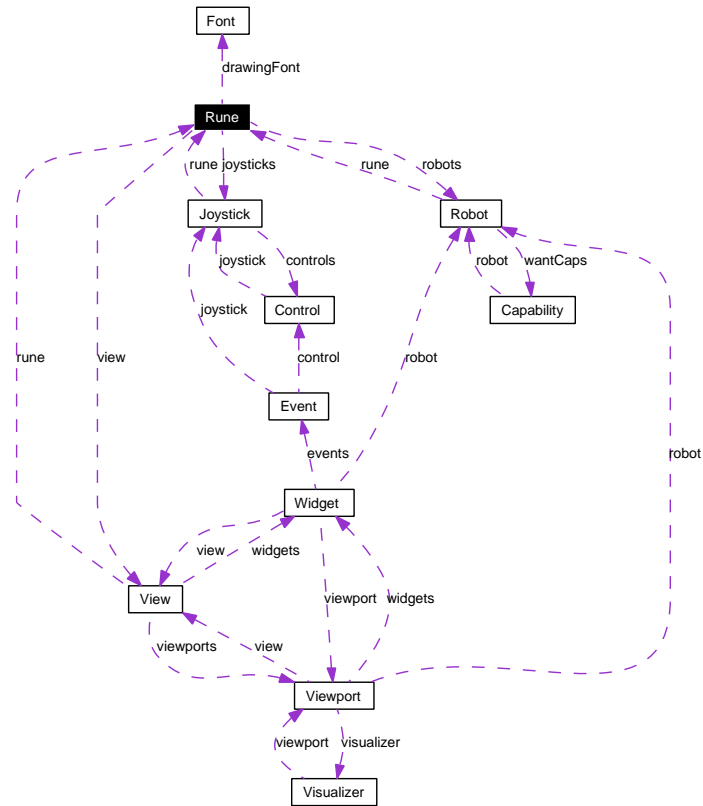 Font
drawingFont
Rune
rune joysticks
rune
robots
Joystick
Robot
joystick
controls
robot
wantCaps
Control
Capability
joystick
rune
view
control
robot
Event
events
robot
Widget
view
widgets
View
viewport
widgets
viewports
view
Viewport
viewport
visualizer
Visualizer